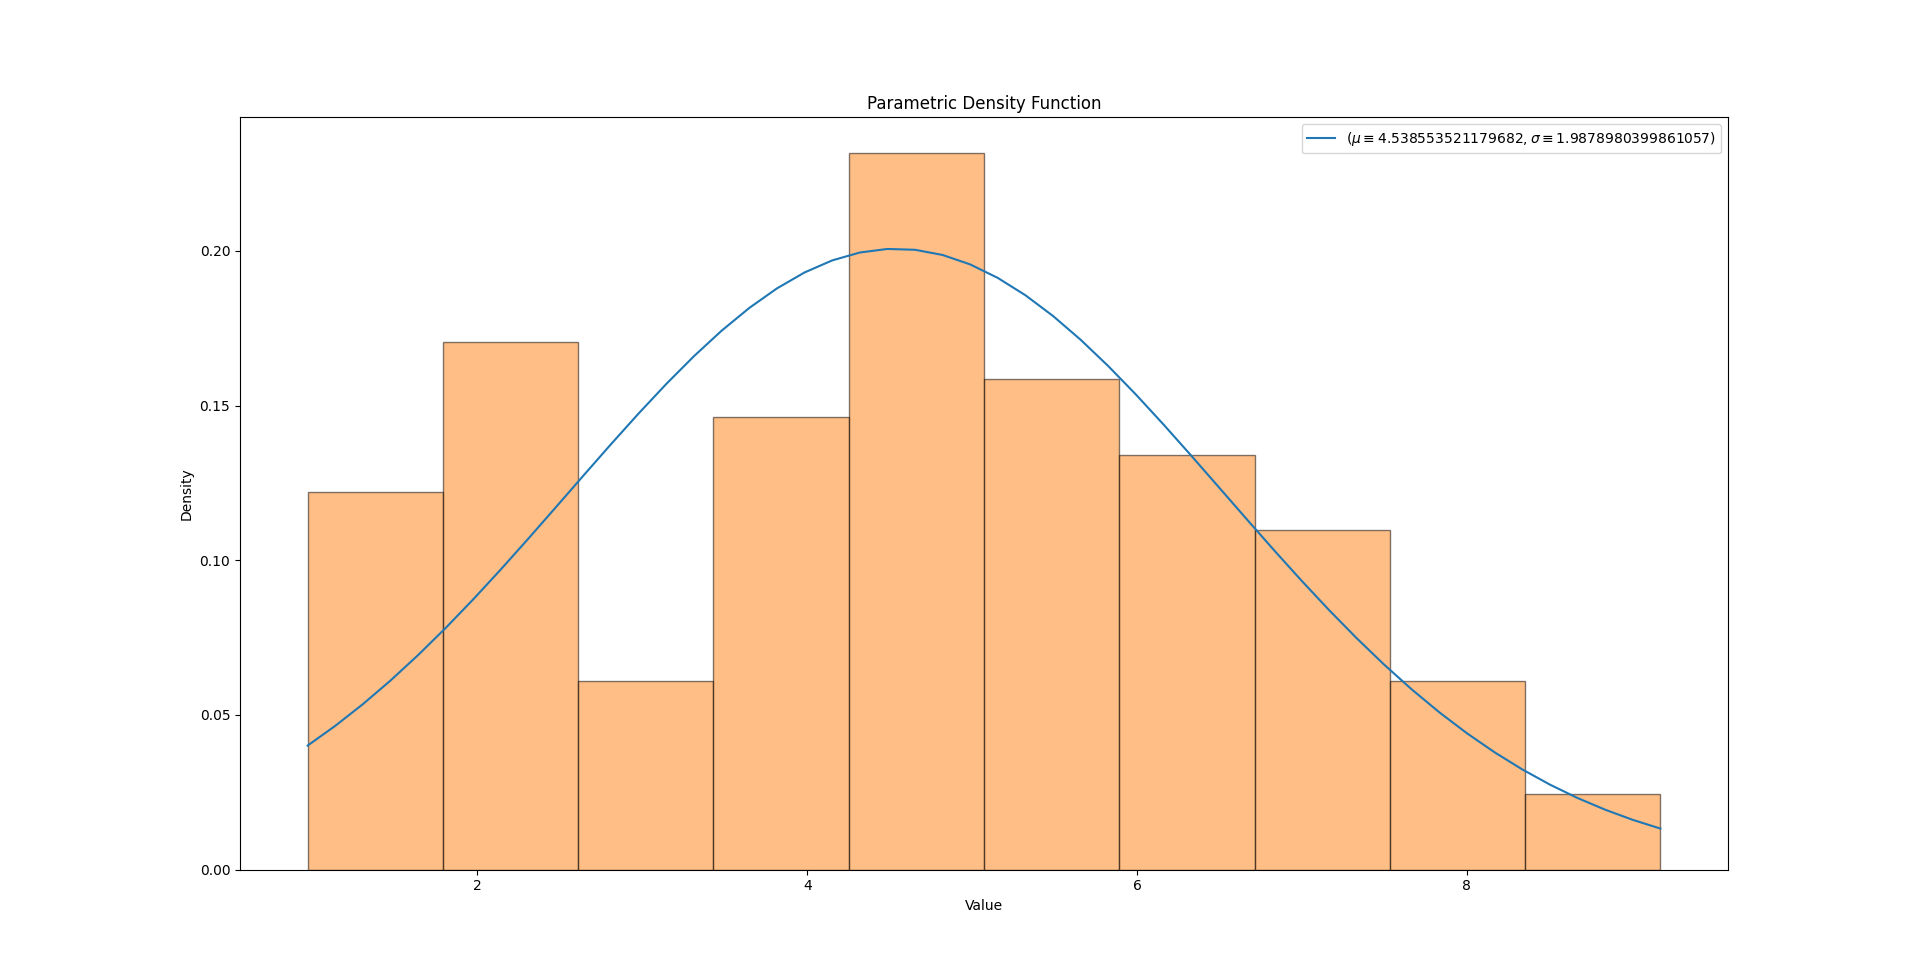 Parametric Density Function
(μ ≡ 4.538553521179682, σ ≡ 1.9878980399861057)
0.20
0.15
0.10
0.05
0.00
Density
2 4 6 8
Value